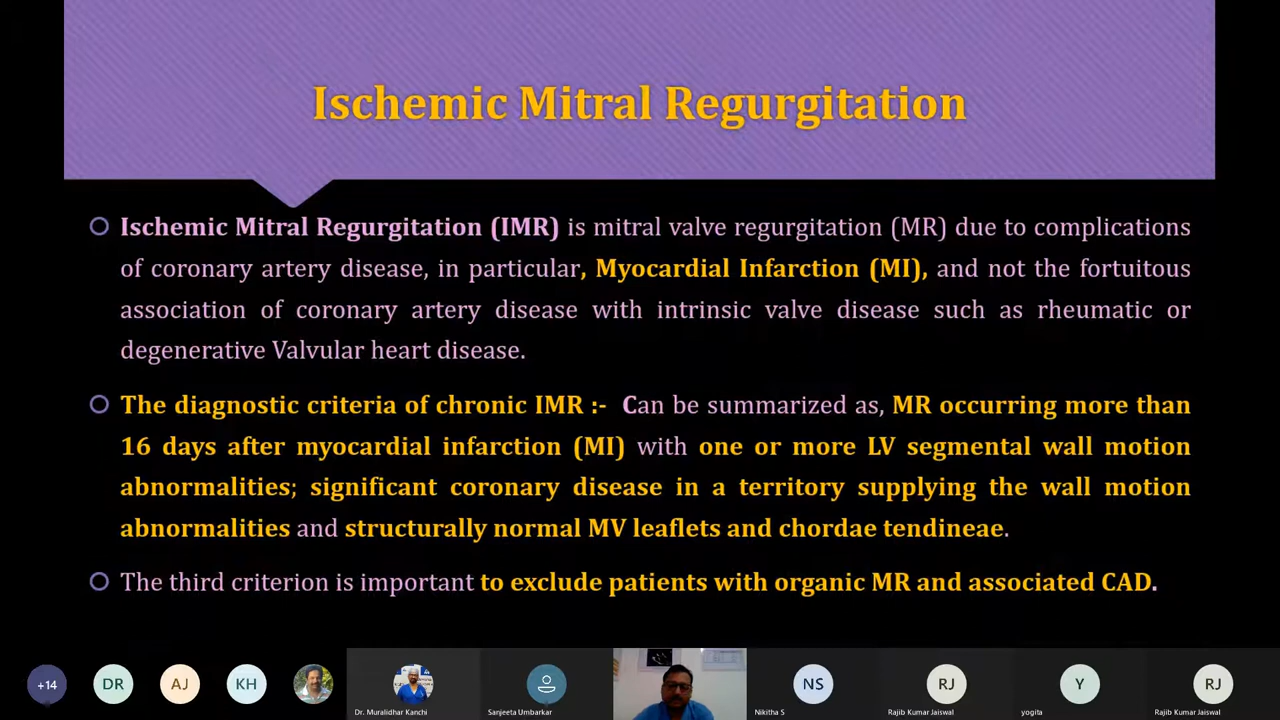 Ischemic Mitral Regurgitation
Ischemic Mitral Regurgitation (IMR) is mitral valve regurgitation (MR) due to complications
of coronary artery disease, in particular, Myocardial Infarction (MI), and not the fortuitous
association of coronary artery disease with intrinsic valve disease such as rheumatic or
degenerative Valvular heart disease.
The diagnostic criteria of chronic IMR :- Can be summarized as, MR occurring more than
16 days after myocardial infarction (MI) with one or more LV segmental wall motion
abnormalities; significant coronary disease in a territory supplying the wall motion
abnormalities and structurally normal MV leaflets and chordae tendineae.
The third criterion is important to exclude patients with organic MR and associated CAD.
+14 DR AJ KH NS RJ Y RJ
Dr. Muralidhar Kanchi Sanjeeta Umbarkar Nikitha S Rajib Kumar Jaiswal yogita Rajib Kumar Jaiswal